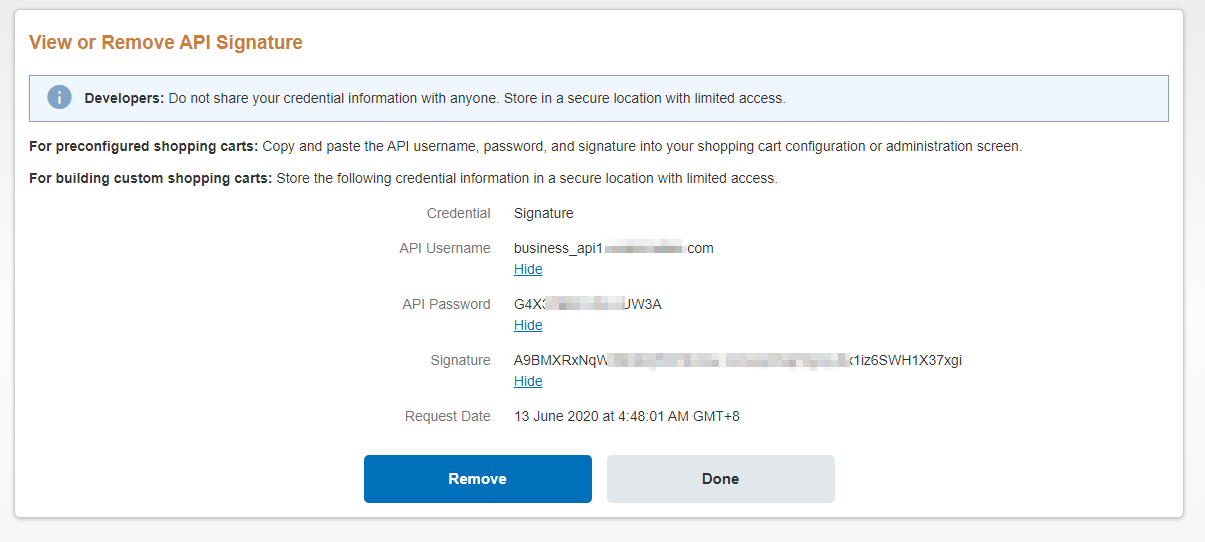 View or Remove API Signature
Developers: Do not share your credential information with anyone. Store in a secure location with limited access.
For preconfigured shopping carts: Copy and paste the API username, password, and signature into your shopping cart configuration or administration screen.
For building custom shopping carts: Store the following credential information in a secure location with limited access.
Credential Signature
API Username business_api1. com
Hide
API Password G4X UW3A
Hide
Signature A9BMXRxNqW x1iz6SWH1X37xgi
Hide
Request Date 13 June 2020 at 4:48:01 AM GMT+8
Remove Done